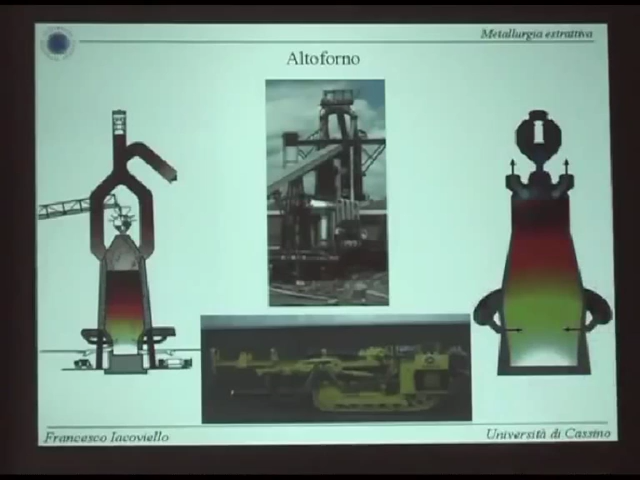 Metallurgia estrattiva
Altoforno
Francesco Iacoviello
Università di Cassino